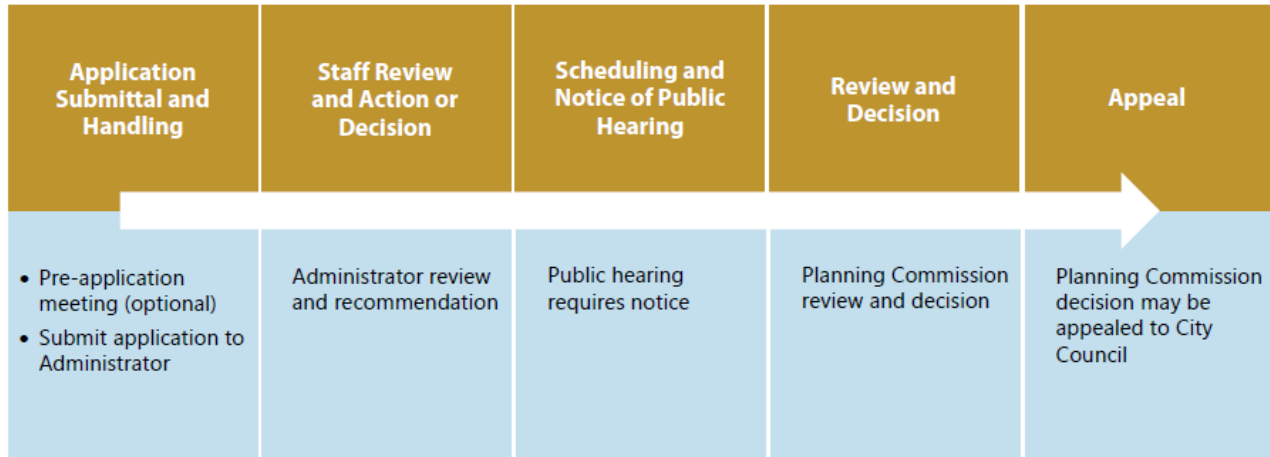 Application
Submittal and
Handling
Staff Review
and Action or
Decision
Scheduling and
Notice of Public
Hearing
Review and
Decision
Appeal
• Pre-application
meeting (optional)
• Submit application to
Administrator
Administrator review
and recommendation
Public hearing
requires notice
Planning Commission
review and decision
Planning Commission
decision may be
appealed to City
Council